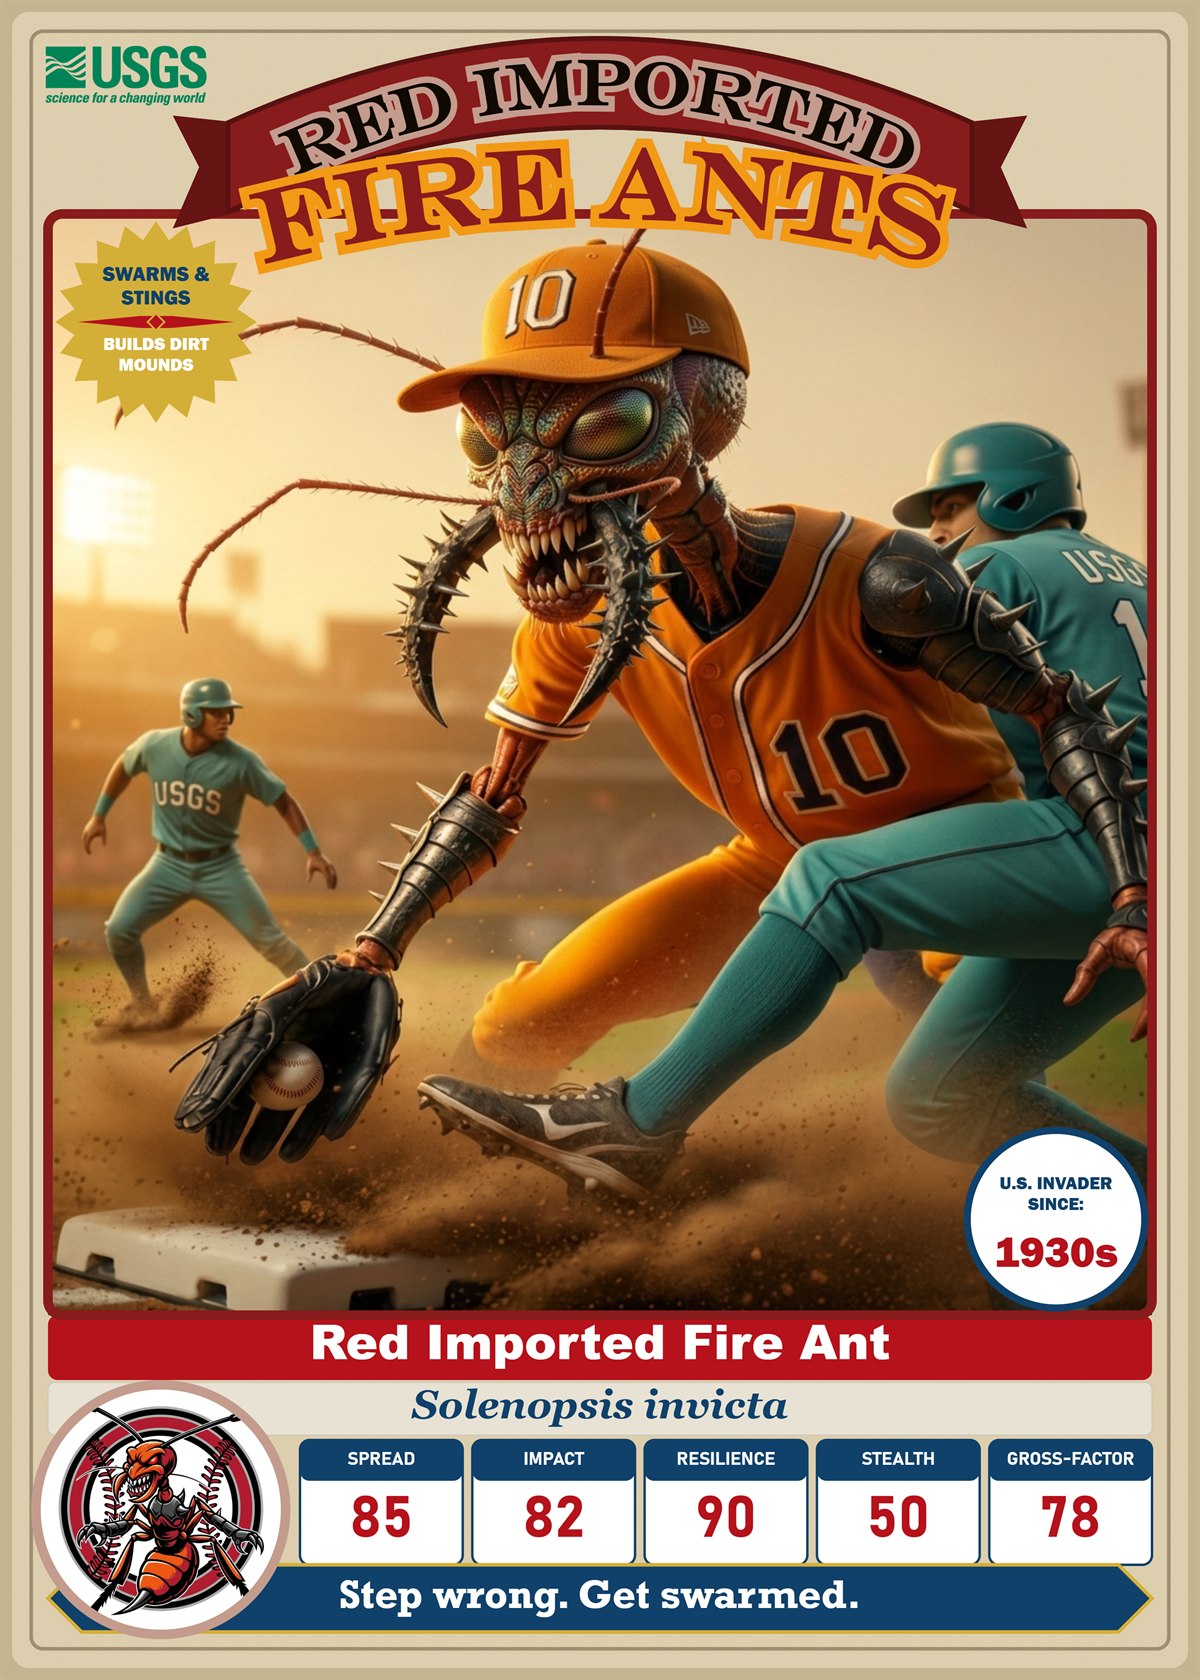 USGS
science for a changing world
RED IMPORTED
FIRE ANTS
SWARMS &
STINGS
BUILDS DIRT
MOUNDS
10
USGS
1
10
USGS
U.S. INVADER
SINCE:
1930s
Red Imported Fire Ant
Solenopsis invicta
SPREAD
85
IMPACT
82
RESILIENCE
90
STEALTH
50
GROSS-FACTOR
78
Step wrong. Get swarmed.